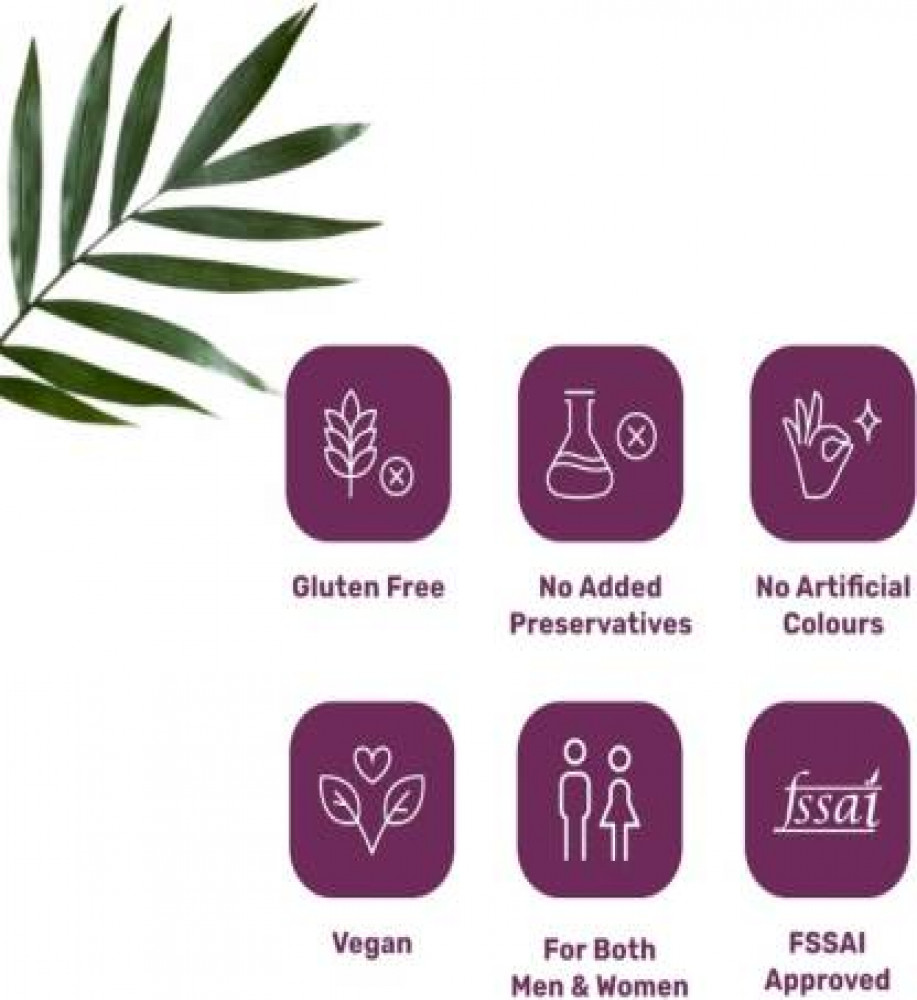 Gluten Free
No Added
Preservatives
No Artificial
Colours
fssai
Vegan
For Both
Men & Women
FSSAI
Approved